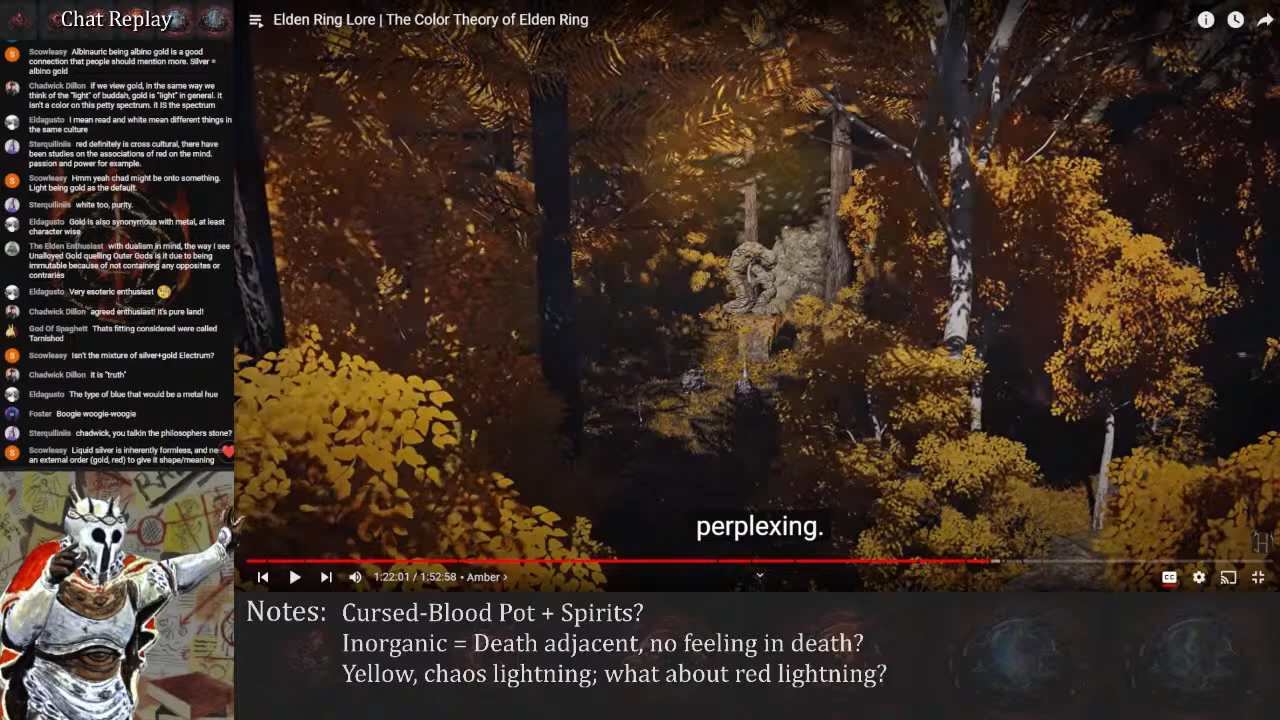 Chat Replay
Scowleasy Albinauric being albino gold is a good
connection that people should mention more. Silver =
albino gold
Chadwick Dillon if we view gold, in the same way we
think of the "light" of buddah, gold is "light" in general. it
isn't a color on this petty spectrum. it IS the spectrum
Eldagusto I mean read and white mean different things in
the same culture
Sterquiliniis red definitely is cross cultural, there have
been studies on the associations of red on the mind.
passion and power for example.
Scowleasy Hmm yeah chad might be onto something.
Light being gold as the default.
Sterquiliniis white too, purity.
Eldagusto Gold is also synonymous with metal, at least
character wise
The Elden Enthusiast with dualism in mind, the way I see
Unalloyed Gold quelling Outer Gods is it due to being
immutable because of not containing any opposites or
contraries
Eldagusto Very esoteric enthusiast
Chadwick Dillon agreed enthusiast! it's pure land!
God Of Spaghett Thats fitting considered were called
Tarnished
Scowleasy Isn't the mixture of silver+gold Electrum?
Chadwick Dillon it is "truth"
Eldagusto The type of blue that would be a metal hue
Foster Boogie woogie-woogie
Sterquiliniis chadwick, you talkin the philosophers stone?
Scowleasy Liquid silver is inherently formless, and ne
an external order (gold, red) to give it shape/meaning
Elden Ring Lore | The Color Theory of Elden Ring
perplexing.
1:22:01 / 1:52:58 • Amber ›
CC
Notes: Cursed-Blood Pot + Spirits?
Inorganic = Death adjacent, no feeling in death?
Yellow, chaos lightning; what about red lightning?